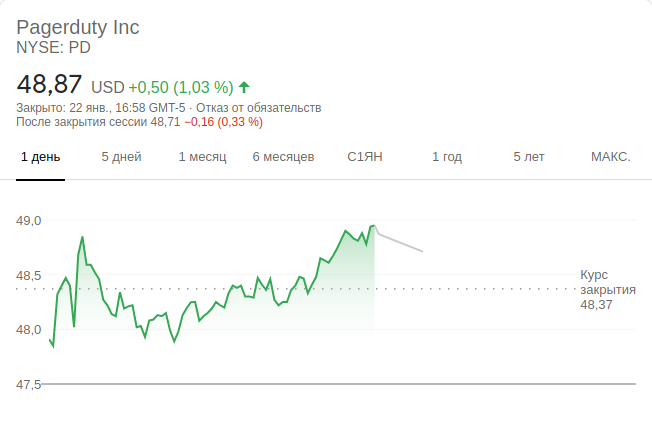 Pagerduty Inc
NYSE: PD
48,87 USD +0,50 (1,03 %)
Закрыто: 22 янв., 16:58 GMT-5 · Отказ от обязательств
После закрытия сессии 48,71 −0,16 (0,33 %)
1 день 5 дней 1 месяц 6 месяцев С1ЯН 1 год 5 лет МАКС.
49,0
48,5
48,0
47,5
Курс
закрытия
48,37